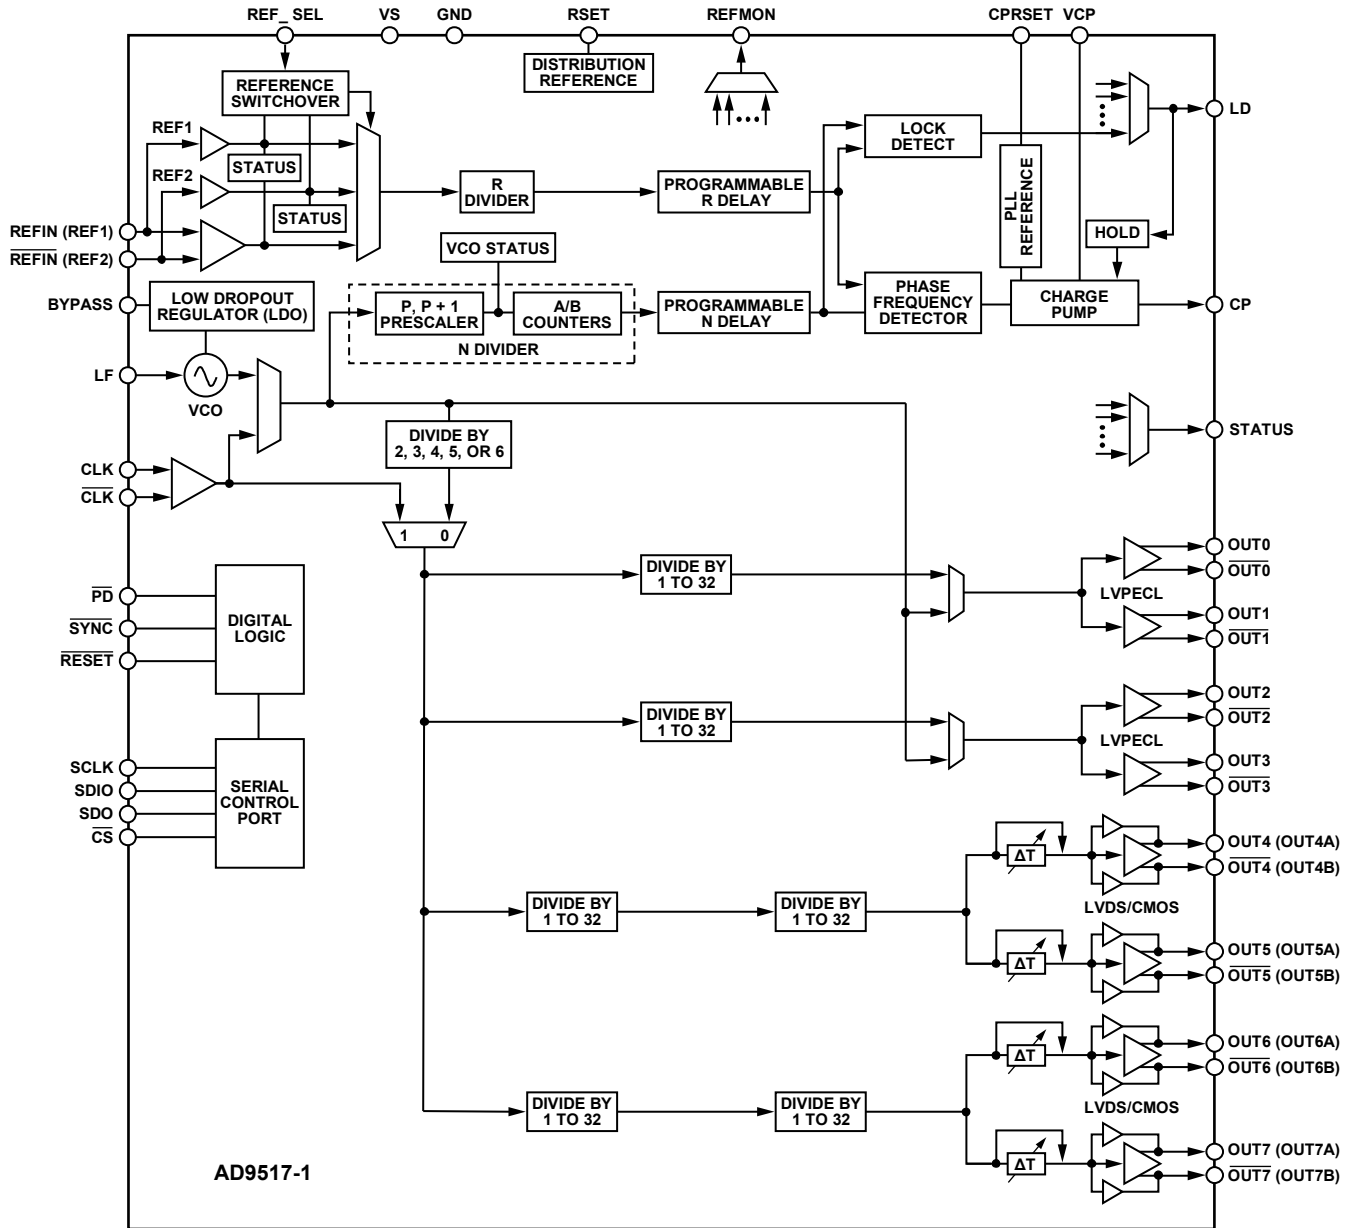 REF_ SEL
VS
GND
RSET
REFMON
CPRSET
VCP
DISTRIBUTION
REFERENCE
REFERENCE
SWITCHOVER
REF1
STATUS
REF2
STATUS
REFIN (REF1)
REFIN (REF2)
BYPASS
LOW DROPOUT
REGULATOR (LDO)
LF
VCO
CLK
CLK
R
DIVIDER
VCO STATUS
P, P + 1
PRESCALER
A/B
COUNTERS
N DIVIDER
PROGRAMMABLE
R DELAY
PROGRAMMABLE
N DELAY
LOCK
DETECT
PLL
REFERENCE
PHASE
FREQUENCY
DETECTOR
HOLD
CHARGE
PUMP
LD
CP
STATUS
DIVIDE BY
2, 3, 4, 5, OR 6
1 0
PD
SYNC
RESET
DIGITAL
LOGIC
SCLK
SDIO
SDO
CS
SERIAL
CONTROL
PORT
DIVIDE BY
1 TO 32
LVPECL
OUT0
OUT0
OUT1
OUT1
DIVIDE BY
1 TO 32
LVPECL
OUT2
OUT2
OUT3
OUT3
DIVIDE BY
1 TO 32
DIVIDE BY
1 TO 32
ΔT
ΔT
LVDS/CMOS
OUT4 (OUT4A)
OUT4 (OUT4B)
OUT5 (OUT5A)
OUT5 (OUT5B)
DIVIDE BY
1 TO 32
DIVIDE BY
1 TO 32
ΔT
ΔT
LVDS/CMOS
OUT6 (OUT6A)
OUT6 (OUT6B)
OUT7 (OUT7A)
OUT7 (OUT7B)
AD9517-1